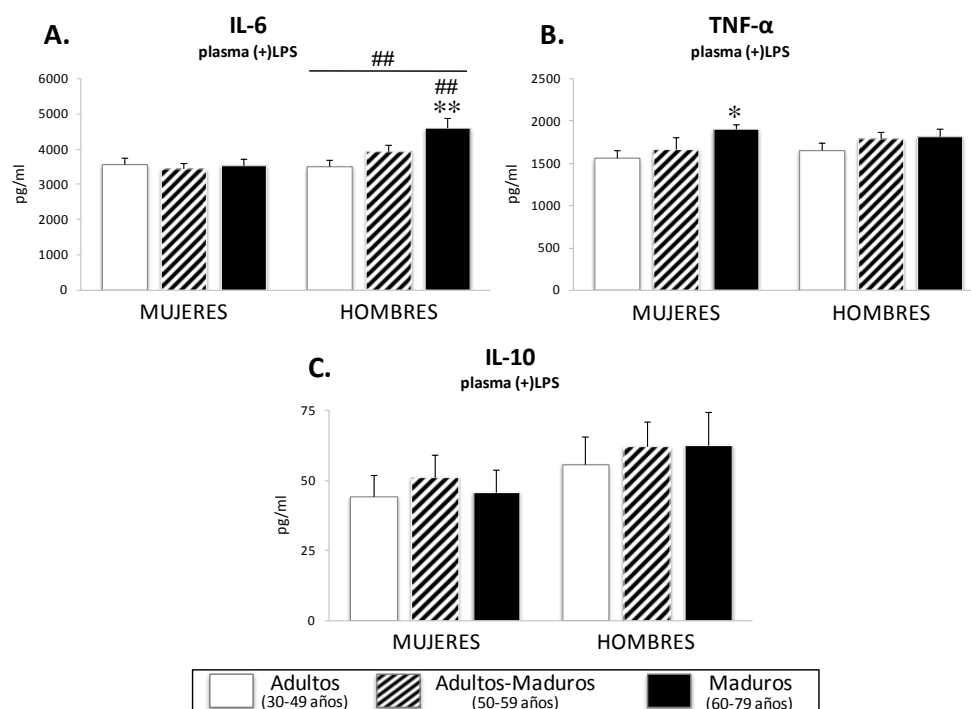 A.
IL-6
plasma (+)LPS
##
##
**
6000
5000
4000
3000
2000
1000
0
pg/ml
MUJERES
HOMBRES
B.
TNF-α
plasma (+)LPS
*
2500
2000
1500
1000
500
0
pg/ml
MUJERES
HOMBRES
C.
IL-10
plasma (+)LPS
75
50
25
0
pg/ml
MUJERES
HOMBRES
Adultos
(30-49 años)
Adultos-Maduros
(50-59 años)
Maduros
(60-79 años)